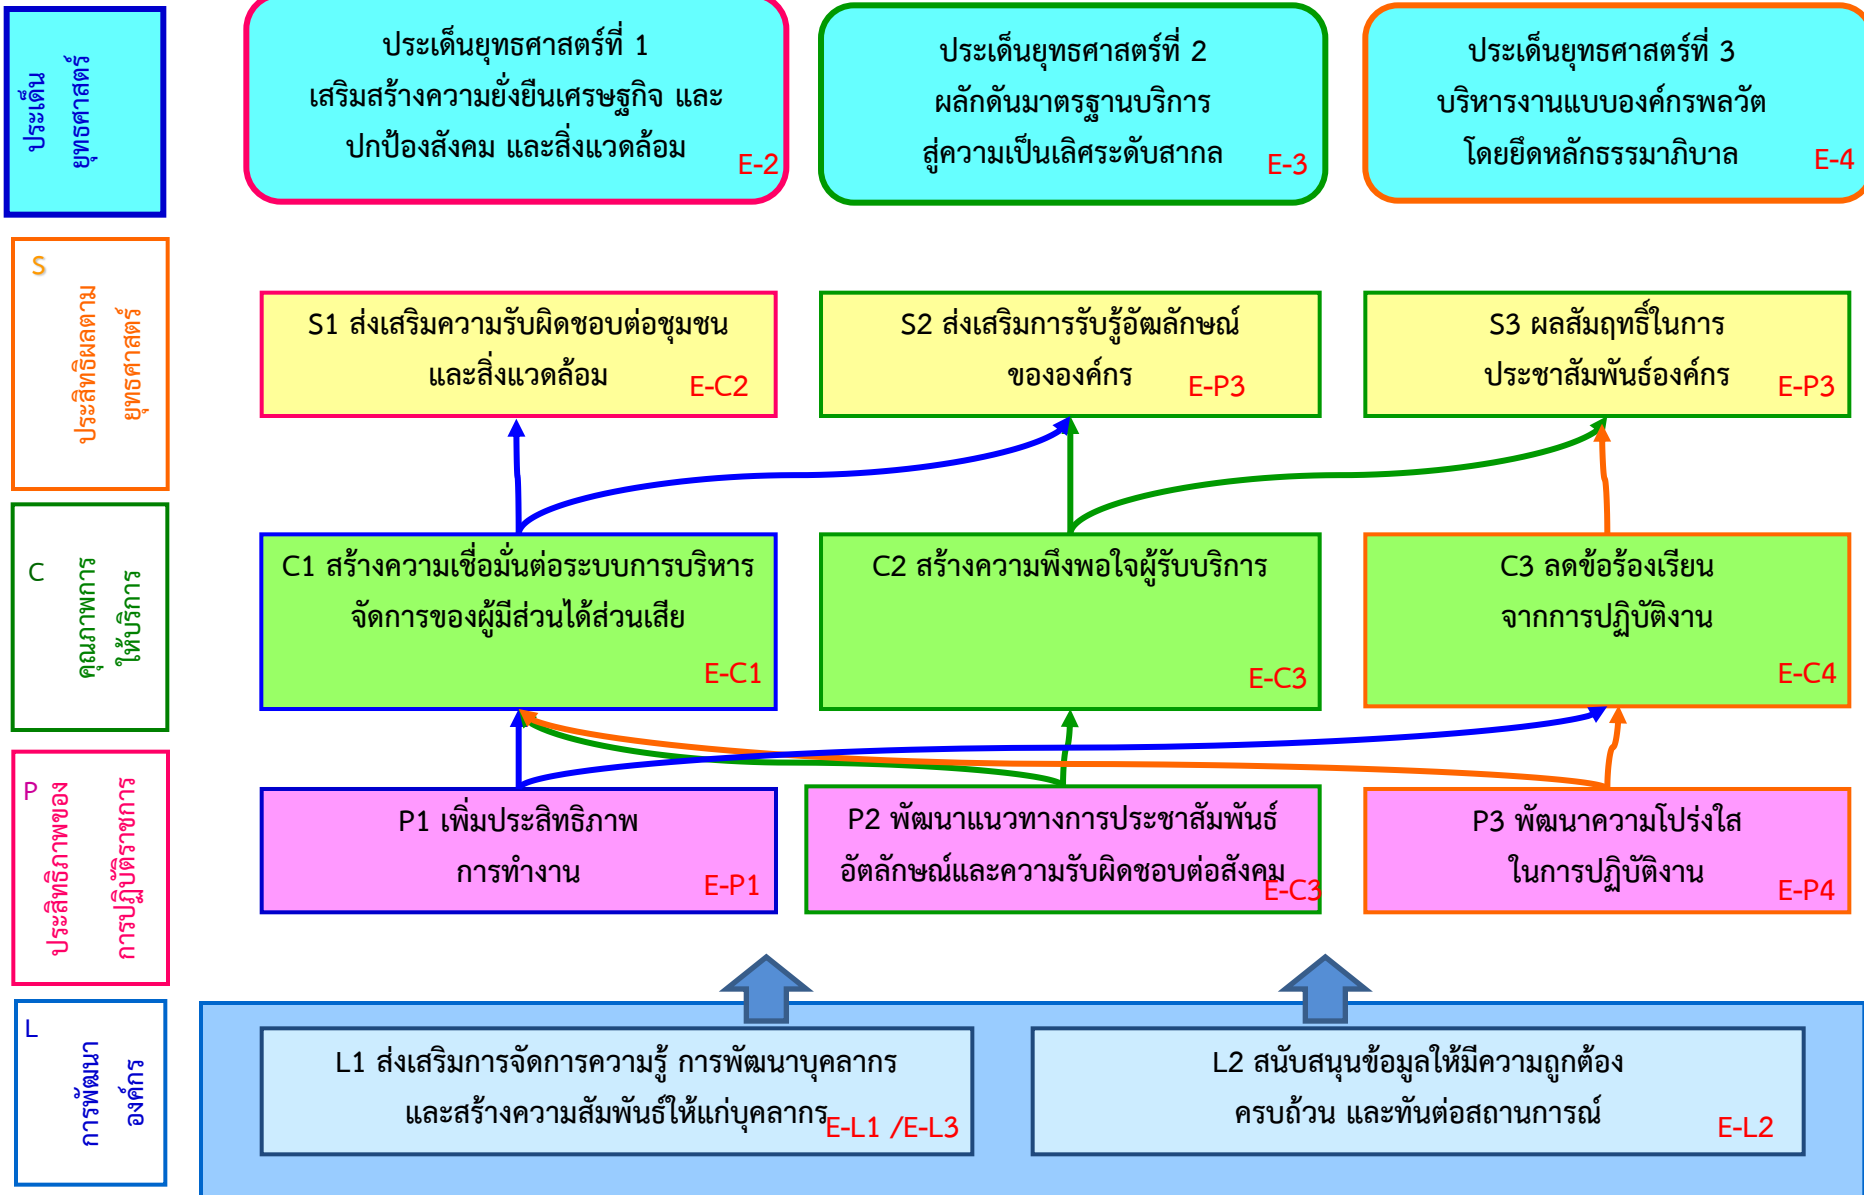 ประเด็น
ยุทธศาสตร์
ประเด็นยุทธศาสตร์ที่ 1
เสริมสร้างความยั่งยืนเศรษฐกิจ และ
ปกป้องสังคม และสิ่งแวดล้อม
E-2
ประเด็นยุทธศาสตร์ที่ 2
ผลักดันมาตรฐานบริการ
สู่ความเป็นเลิศระดับสากล
E-3
ประเด็นยุทธศาสตร์ที่ 3
บริหารงานแบบองค์กรพลวัต
โดยยึดหลักธรรมาภิบาล
E-4
S
ประสิทธิผลตาม
ยุทธศาสตร์
S1 ส่งเสริมความรับผิดชอบต่อชุมชน
และสิ่งแวดล้อม
E-C2
S2 ส่งเสริมการรับรู้อัฒลักษณ์
ขององค์กร
E-P3
S3 ผลสัมฤทธิ์ในการ
ประชาสัมพันธ์องค์กร
E-P3
C
คุณภาพการ
ให้บริการ
C1 สร้างความเชื่อมั่นต่อระบบการบริหาร
จัดการของผู้มีส่วนได้ส่วนเสีย
E-C1
C2 สร้างความพึงพอใจผู้รับบริการ
E-C3
C3 ลดข้อร้องเรียน
จากการปฏิบัติงาน
E-C4
P
ประสิทธิภาพของ
การปฏิบัติราชการ
P1 เพิ่มประสิทธิภาพ
การทำงาน
E-P1
P2 พัฒนาแนวทางการประชาสัมพันธ์
อัตลักษณ์และความรับผิดชอบต่อสังคม
E-C3
P3 พัฒนาความโปร่งใส
ในการปฏิบัติงาน
E-P4
L
การพัฒนา
องค์กร
L1 ส่งเสริมการจัดการความรู้ การพัฒนาบุคลากร
และสร้างความสัมพันธ์ให้แก่บุคลากร
E-L1 /E-L3
L2 สนับสนุนข้อมูลให้มีความถูกต้อง
ครบถ้วน และทันต่อสถานการณ์
E-L2